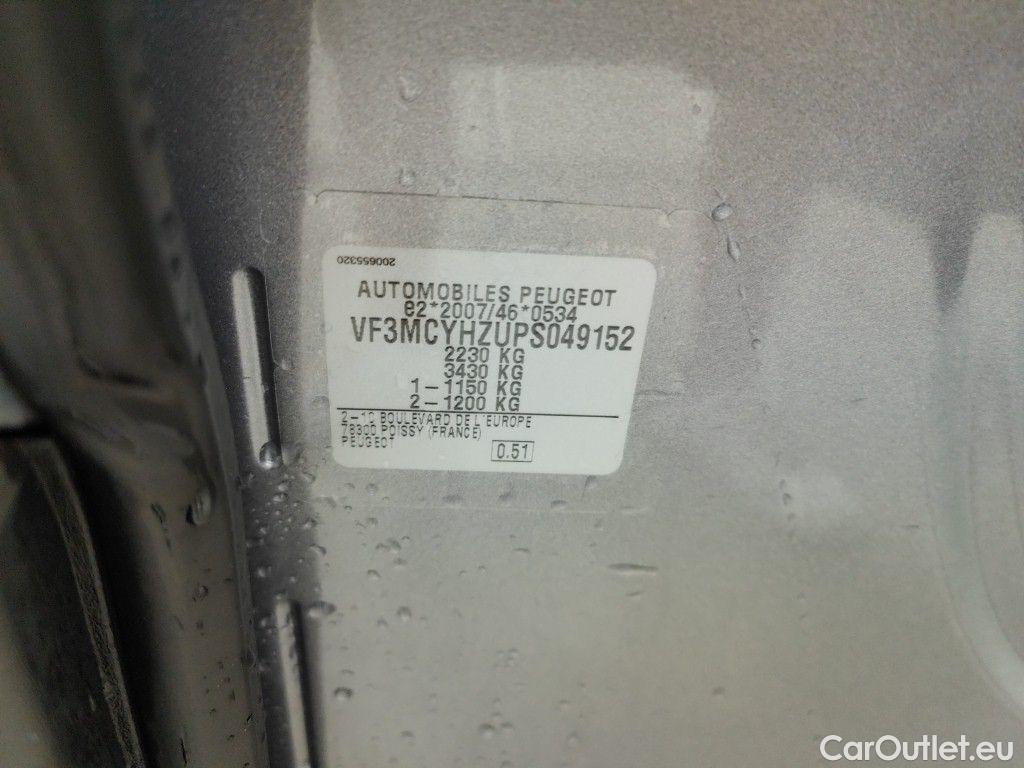 200655320
AUTOMOBILES PEUGEOT
e2*2007/46*0534
VF3MCYHZUPS049152
2230 KG
3430 KG
1-1150 KG
2-1200 KG
2-10 BOULEVARD DE L'EUROPE
78300 POISSY (FRANCE)
PEUGEOT
0.51
CarOutlet.eu